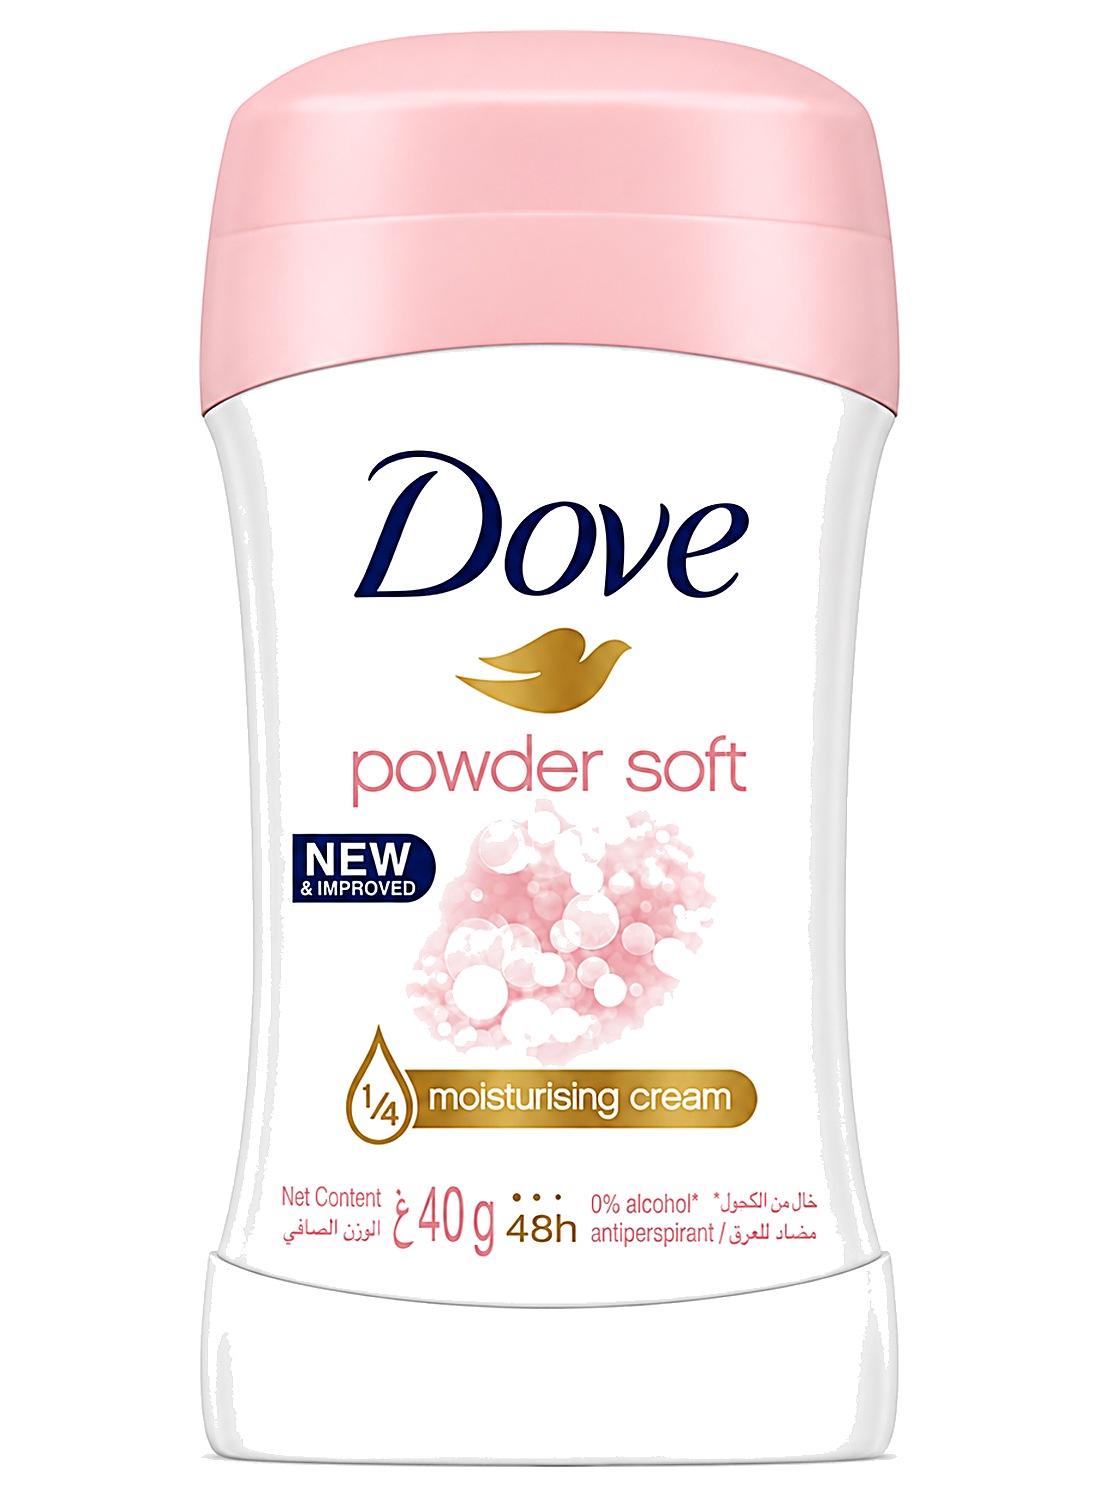 Dove
powder soft
NEW
& IMPROVED
1/4 moisturising cream
Net Content
الوزن الصافي
40 g غ
48h
0% alcohol* خال من الكحول*
antiperspirant / مضاد للعرق